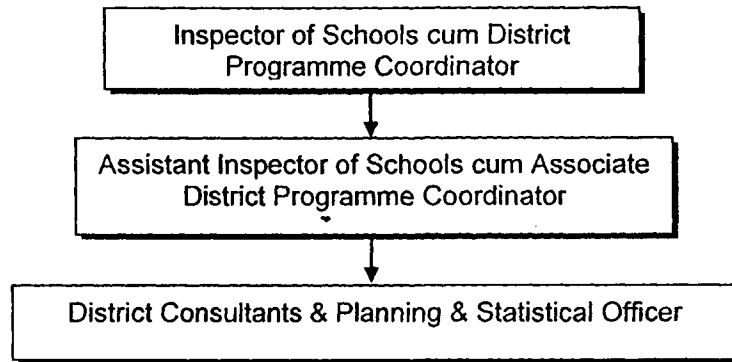 Inspector of Schools cum District
Programme Coordinator
Assistant Inspector of Schools cum Associate
District Programme Coordinator
District Consultants & Planning & Statistical Officer